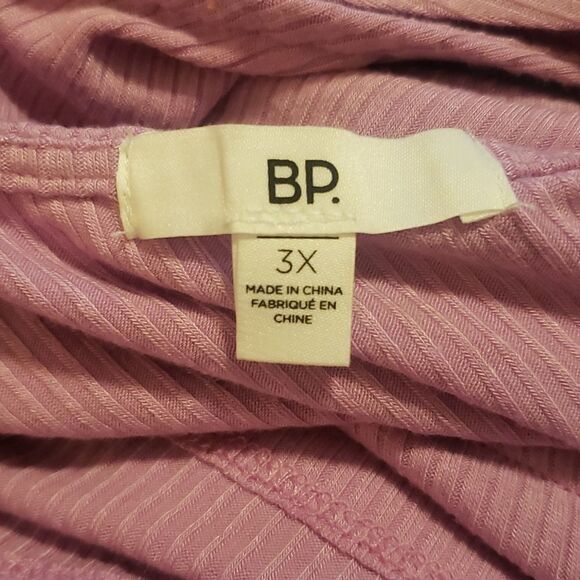 BP.
3X
MADE IN CHINA
FABRIQUÉ EN
CHINE